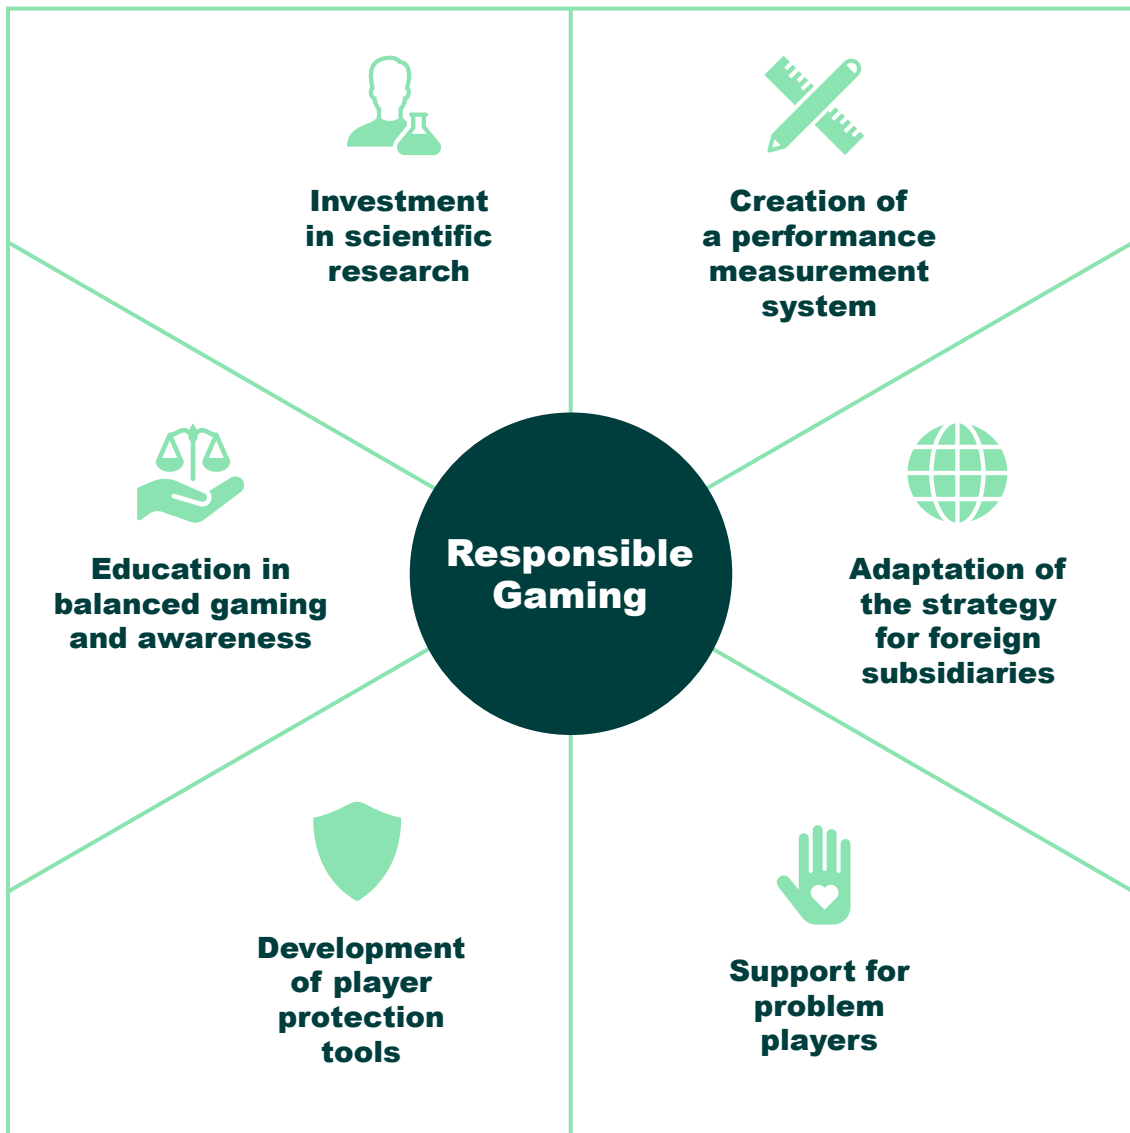 Investment
in scientific
research
Creation of
a performance
measurement
system
Education in
balanced gaming
and awareness
Responsible
Gaming
Adaptation of
the strategy
for foreign
subsidiaries
Development
of player
protection
tools
Support for
problem
players